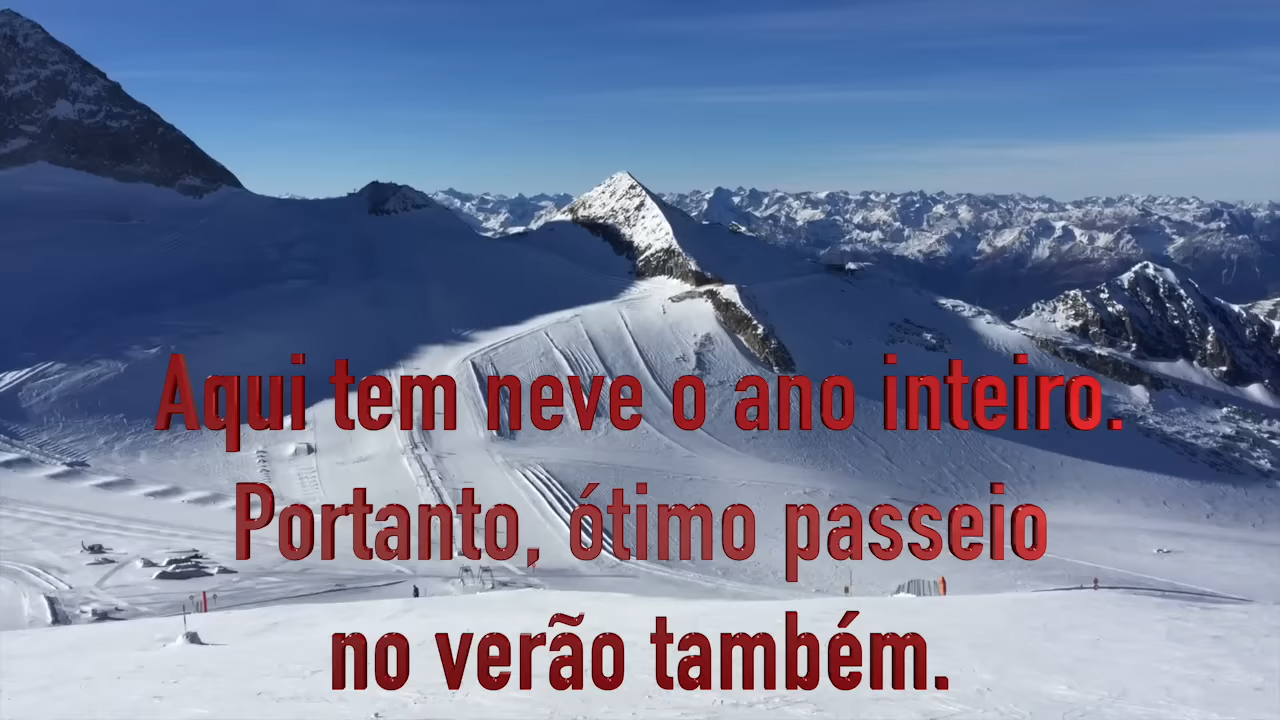 Aqui tem neve o ano inteiro.
Portanto, ótimo passeio
no verão também.